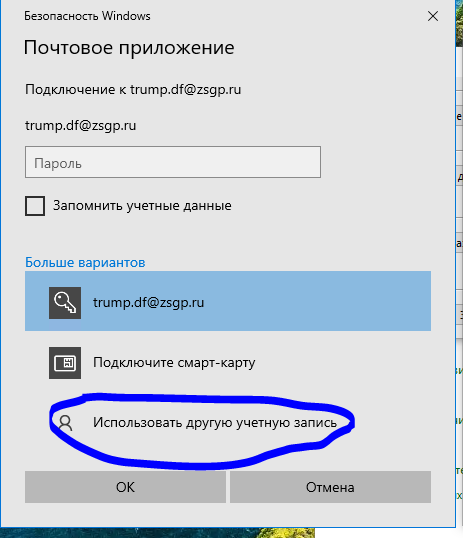 Безопасность Windows
Почтовое приложение
Подключение к trump.df@zsgp.ru
trump.df@zsgp.ru
Пароль
Запомнить учетные данные
Больше вариантов
trump.df@zsgp.ru
Подключите смарт-карту
Использовать другую учетную запись
OK
Отмена